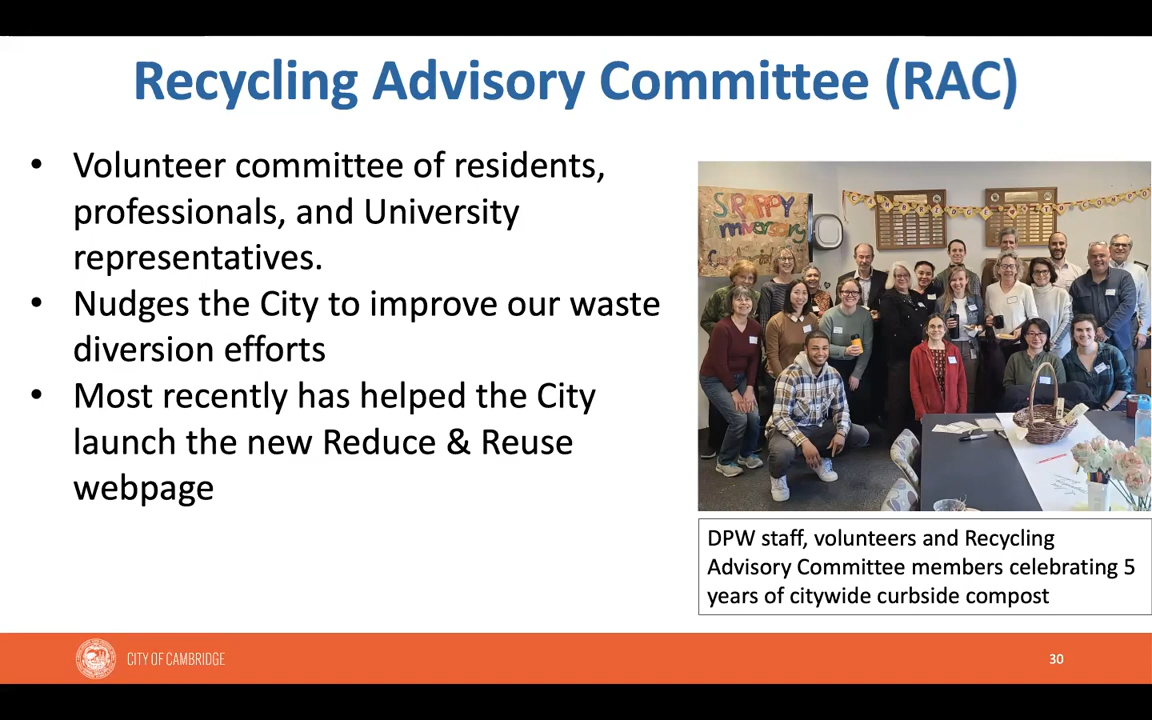 Recycling Advisory Committee (RAC)
• Volunteer committee of residents,
professionals, and University
representatives.
• Nudges the City to improve our waste
diversion efforts
• Most recently has helped the City
launch the new Reduce & Reuse
webpage
SCRAPPY
DPW staff, volunteers and Recycling
Advisory Committee members celebrating 5
years of citywide curbside compost
CITY OF CAMBRIDGE
30